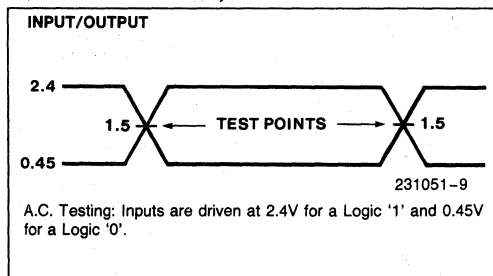 INPUT/OUTPUT
2.4
1.5 TEST POINTS 1.5
0.45
231051-9
A.C. Testing: Inputs are driven at 2.4V for a Logic '1' and 0.45V
for a Logic '0'.